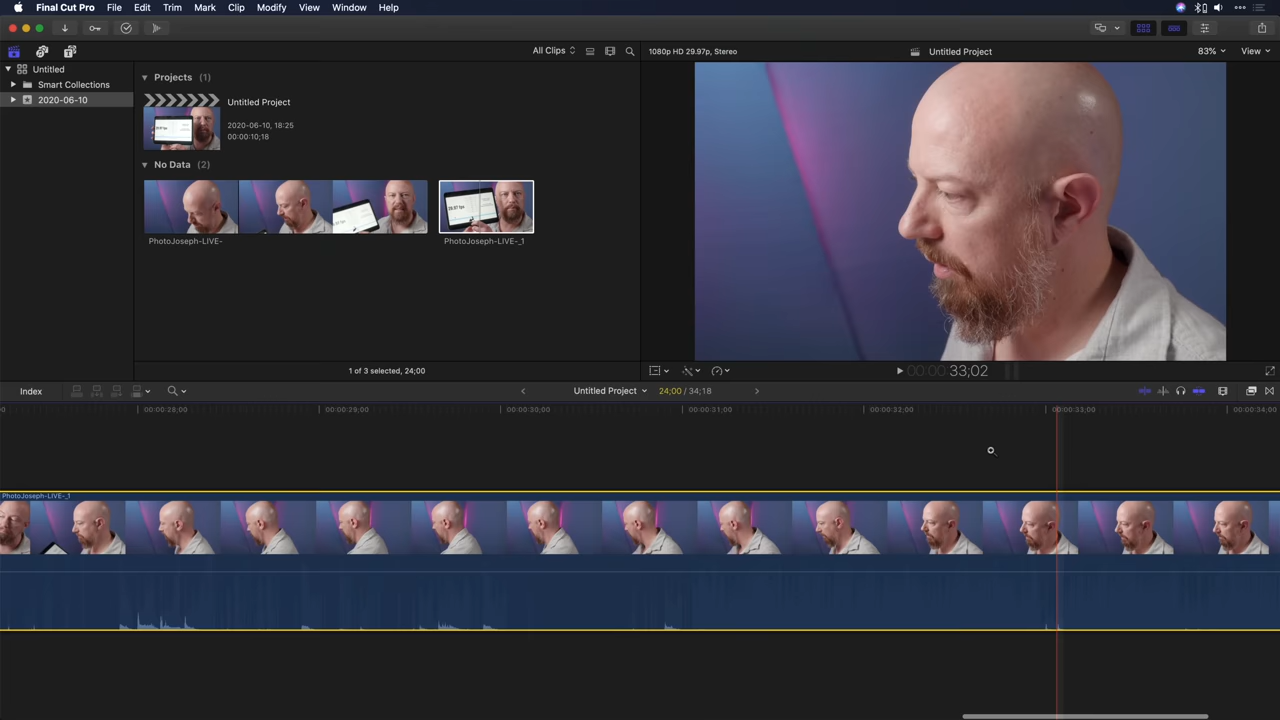 Final Cut Pro File Edit Trim Mark Clip Modify View Window Help
All Clips
1080p HD 29.97p, Stereo
Untitled Project
83%
View
Untitled
Smart Collections
2020-06-10
Projects (1)
Untitled Project
2020-06-10, 18:25
00:00:10;18
No Data (2)
PhotoJoseph-LIVE-
PhotoJoseph-LIVE-_1
1 of 3 selected, 24;00
00:00:33;02
Index
Untitled Project
24;00 / 34;18
00:00:28;00
00:00:29;00
00:00:30;00
00:00:31;00
00:00:32;00
00:00:33;00
00:00:34;00
PhotoJoseph-LIVE-_1